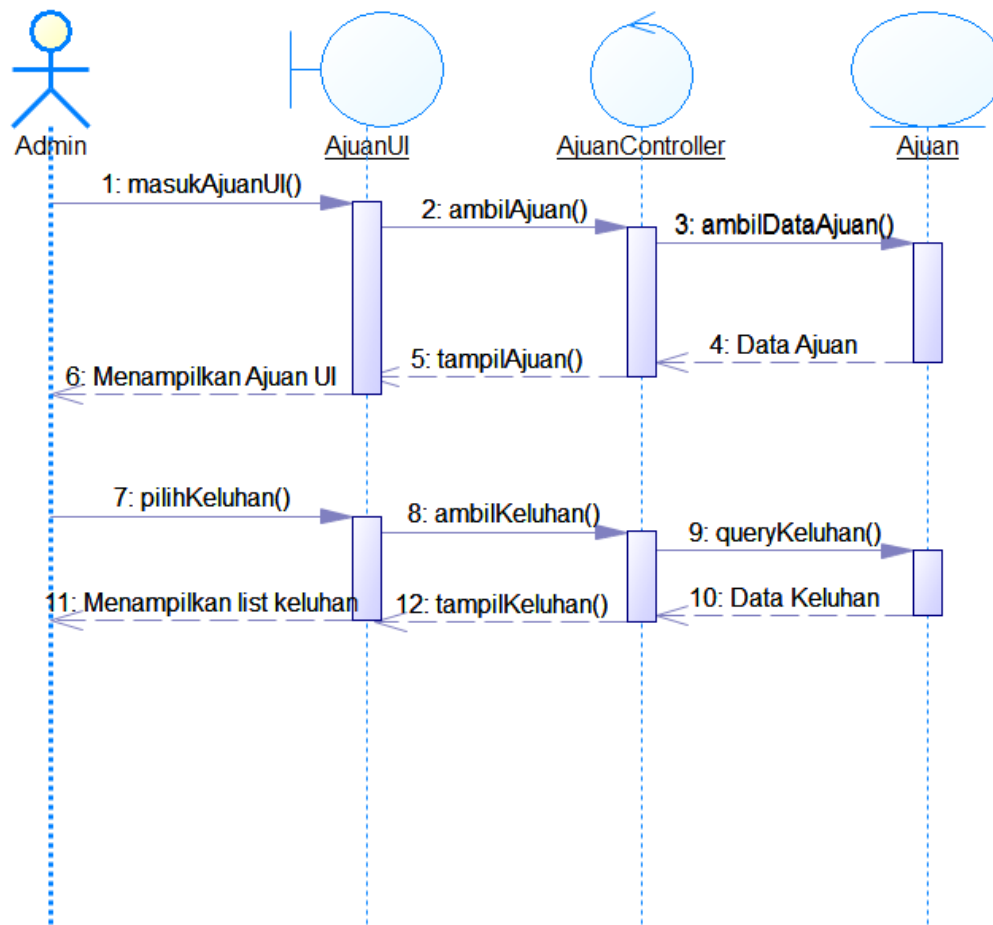 Admin
AjuanUI
AjuanController
Ajuan
1: masukAjuanUI()
2: ambilAjuan()
3: ambilDataAjuan()
4: Data Ajuan
5: tampilAjuan()
6: Menampilkan Ajuan UI
7: pilihKeluhan()
8: ambilKeluhan()
9: queryKeluhan()
10: Data Keluhan
11: Menampilkan list keluhan
12: tampilKeluhan()